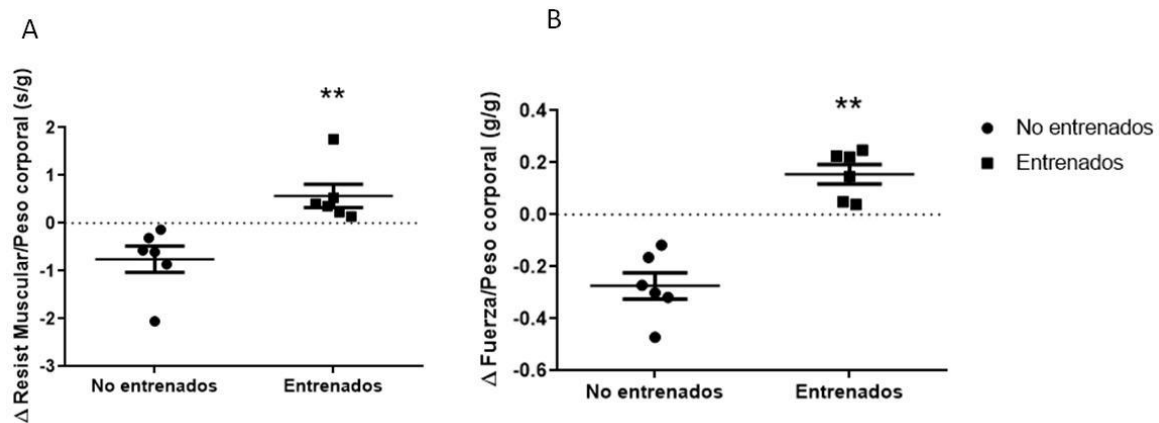 A
Δ Resist Muscular/Peso corporal (s/g)
2
1
0
-1
-2
-3
**
No entrenados
Entrenados
B
Δ Fuerza/Peso corporal (g/g)
0.4
0.2
0.0
-0.2
-0.4
-0.6
**
No entrenados
Entrenados
No entrenados
Entrenados